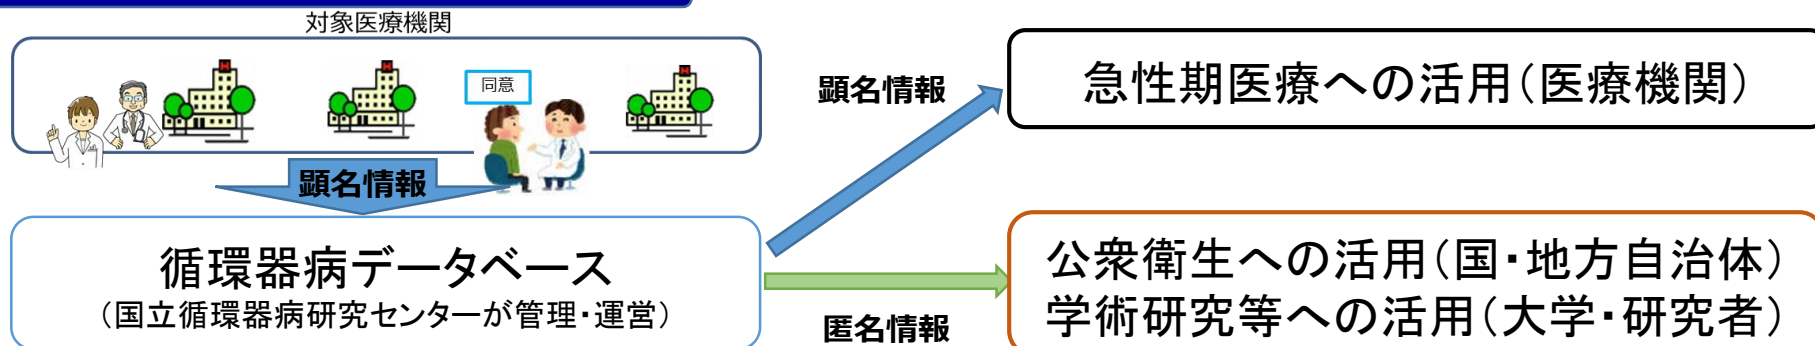 対象医療機関
同意
顕名情報
循環器病データベース
（国立循環器病研究センターが管理・運営）
顕名情報
急性期医療への活用（医療機関）
匿名情報
公衆衛生への活用（国・地方自治体）
学術研究等への活用（大学・研究者）